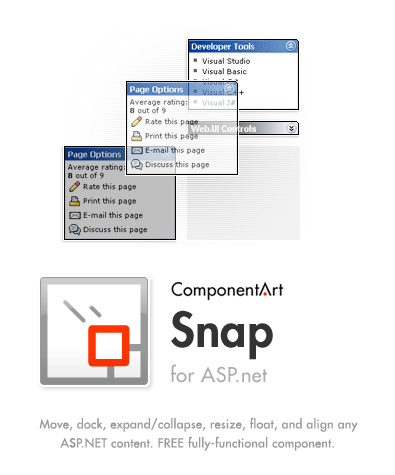 Developer Tools
Visual Studio
Visual Basic
Visual J#
Web.UI Controls
Page Options
Average rating:
8 out of 9
Rate this page
Print this page
E-mail this page
Discuss this page
Page Options
Average rating:
8 out of 9
Rate this page
Print this page
E-mail this page
Discuss this page
ComponentArt
Snap
for ASP.net
Move, dock, expand/collapse, resize, float, and align any
ASP.NET content. FREE fully-functional component.